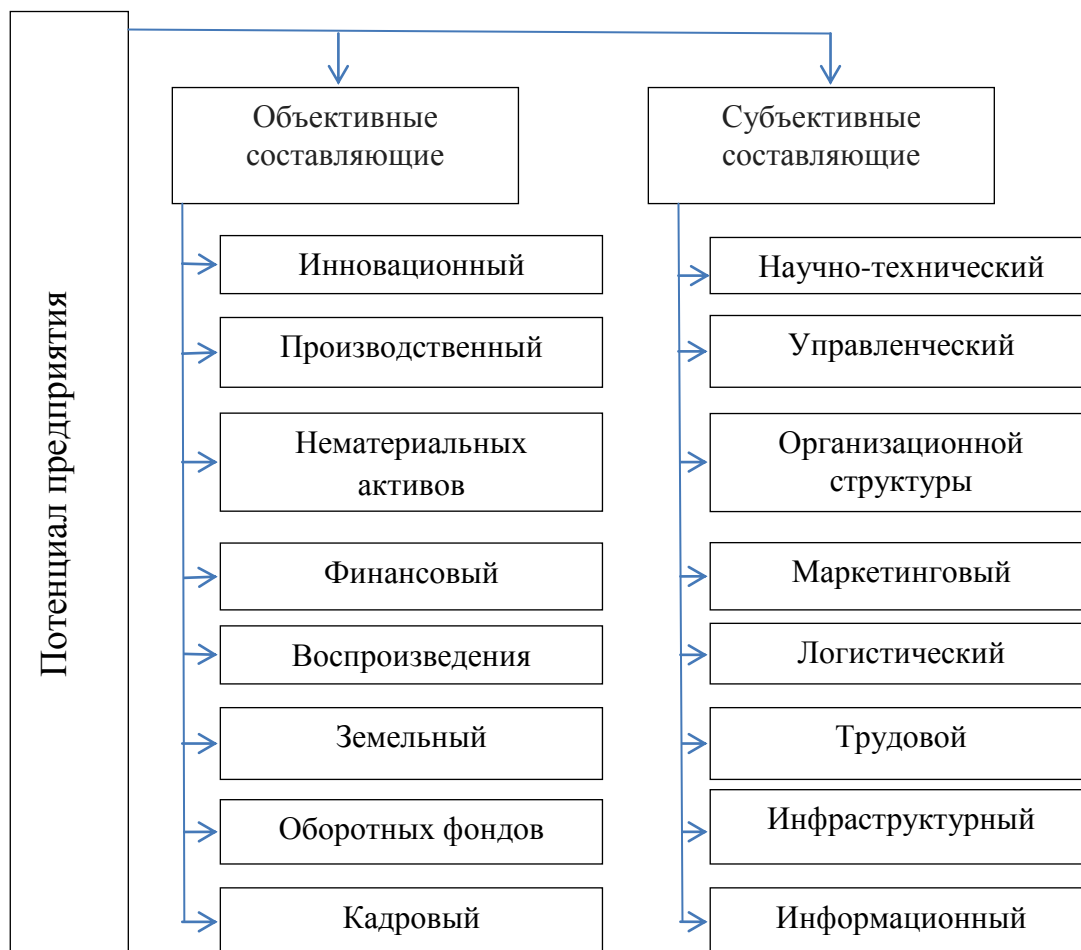 Потенциал предприятия
Объективные
составляющие
Инновационный
Производственный
Нематериальных
активов
Финансовый
Воспроизведения
Земельный
Оборотных фондов
Кадровый
Субъективные
составляющие
Научно-технический
Управленческий
Организационной
структуры
Маркетинговый
Логистический
Трудовой
Инфраструктурный
Информационный